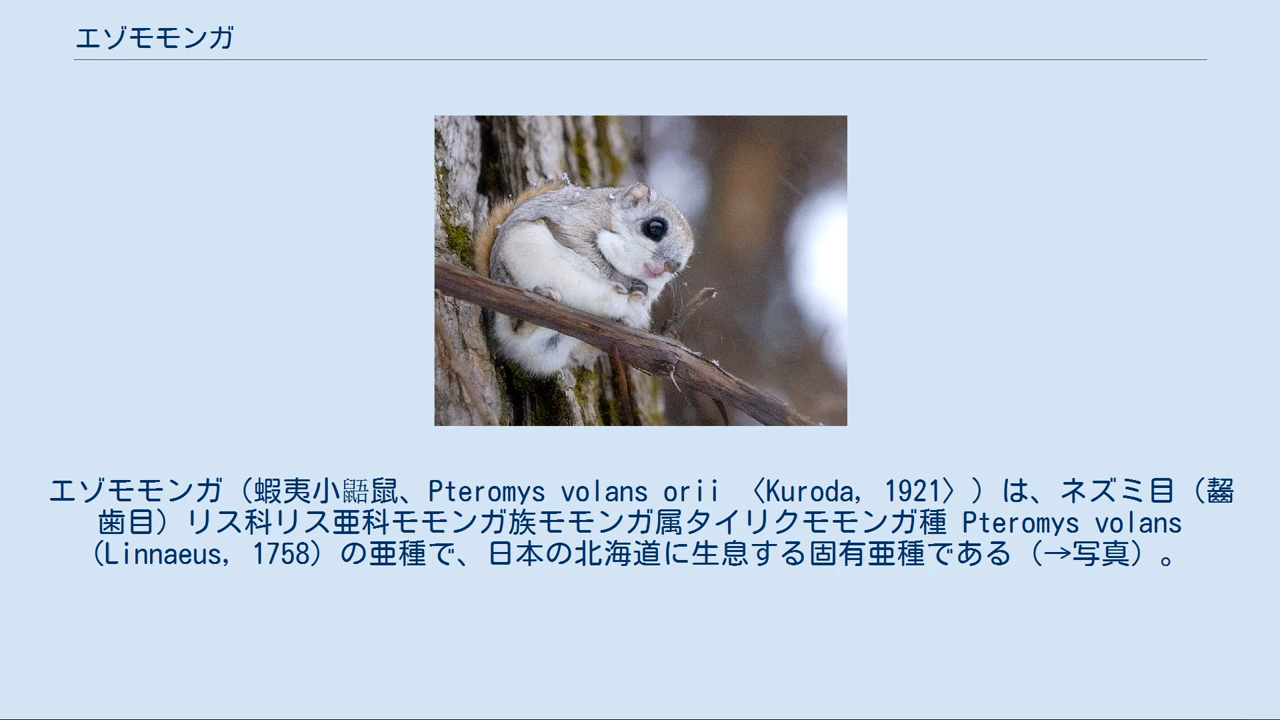 エゾモモンガ
エゾモモンガ（蝦夷小鼯鼠、Pteromys volans orii 〈Kuroda, 1921〉）は、ネズミ目（齧
歯目）リス科リス亜科モモンガ族モモンガ属タイリクモモンガ種 Pteromys volans
（Linnaeus, 1758）の亜種で、日本の北海道に生息する固有亜種である（→写真）。